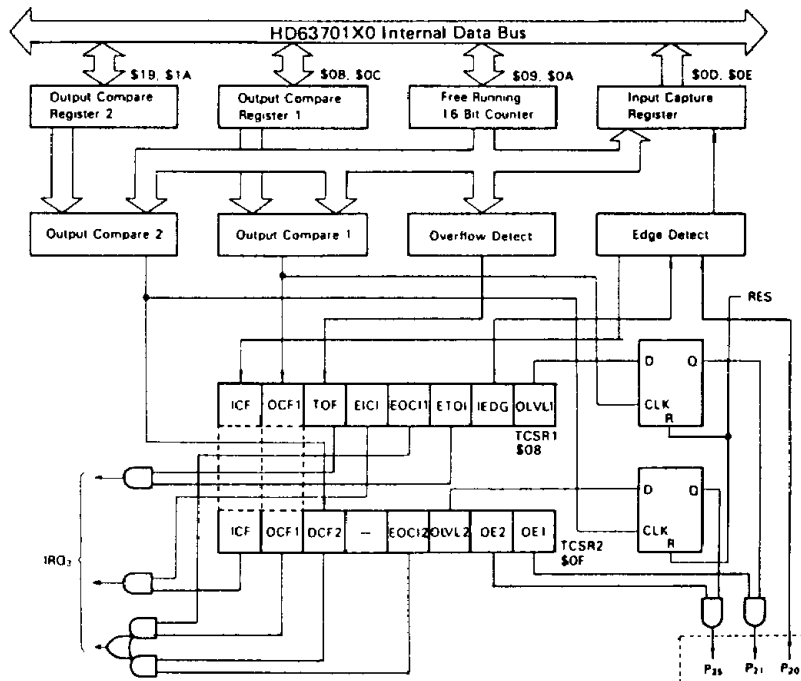 HD63701X0 Internal Data Bus
$19, $1A
$0B, $0C
$09, $0A
$0D, $0E
Output Compare
Register 2
Output Compare
Register 1
Free Running
16 Bit Counter
Input Capture
Register
Output Compare 2
Output Compare 1
Overflow Detect
Edge Detect
RES
D
Q
CLK
R
ICF
OCF1
TOF
EICI
EOCI1
ETOI
IEDG
OLVL1
TCSR1
$08
D
Q
CLK
R
ICF
OCF1
OCF2
—
EOCI2
OLVL2
OE2
OE1
TCSR2
$0F
IRQ₃
P₂₅
P₂₁
P₂₀